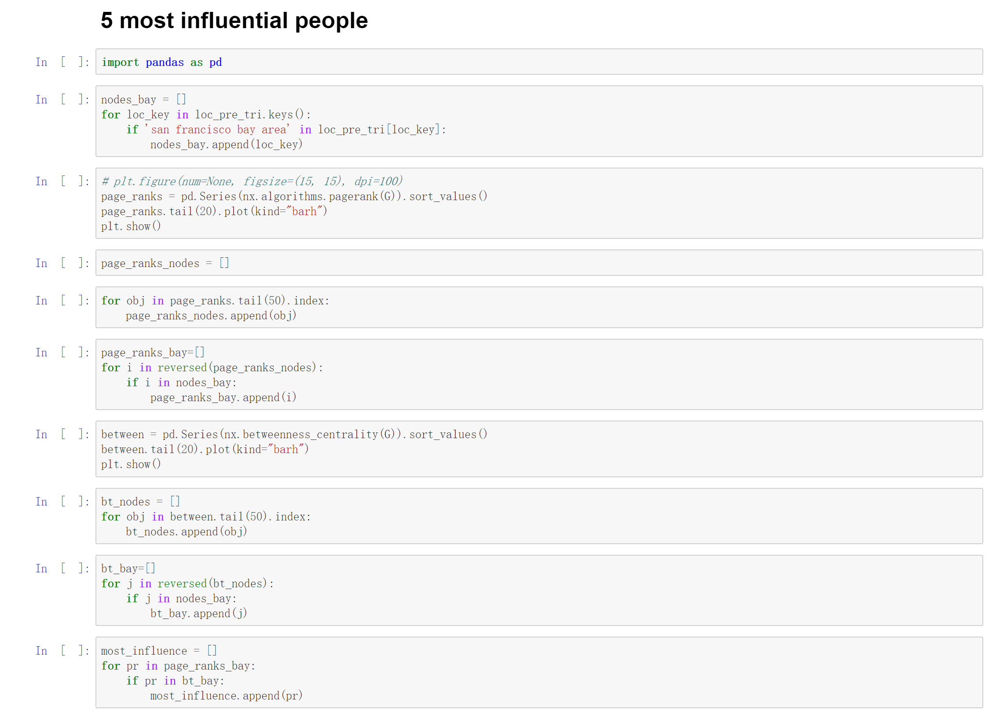 5 most influential people
In [ ]:
import pandas as pd
In [ ]:
nodes_bay = []
for loc_key in loc_pre_tri.keys():
    if 'san francisco bay area' in loc_pre_tri[loc_key]:
        nodes_bay.append(loc_key)
In [ ]:
# plt.figure(num=None, figsize=(15, 15), dpi=100)
page_ranks = pd.Series(nx.algorithms.pagerank(G)).sort_values()
page_ranks.tail(20).plot(kind="barh")
plt.show()
In [ ]:
page_ranks_nodes = []
In [ ]:
for obj in page_ranks.tail(50).index:
    page_ranks_nodes.append(obj)
In [ ]:
page_ranks_bay=[]
for i in reversed(page_ranks_nodes):
    if i in nodes_bay:
        page_ranks_bay.append(i)
In [ ]:
between = pd.Series(nx.betweenness_centrality(G)).sort_values()
between.tail(20).plot(kind="barh")
plt.show()
In [ ]:
bt_nodes = []
for obj in between.tail(50).index:
    bt_nodes.append(obj)
In [ ]:
bt_bay=[]
for j in reversed(bt_nodes):
    if j in nodes_bay:
        bt_bay.append(j)
In [ ]:
most_influence = []
for pr in page_ranks_bay:
    if pr in bt_bay:
        most_influence.append(pr)